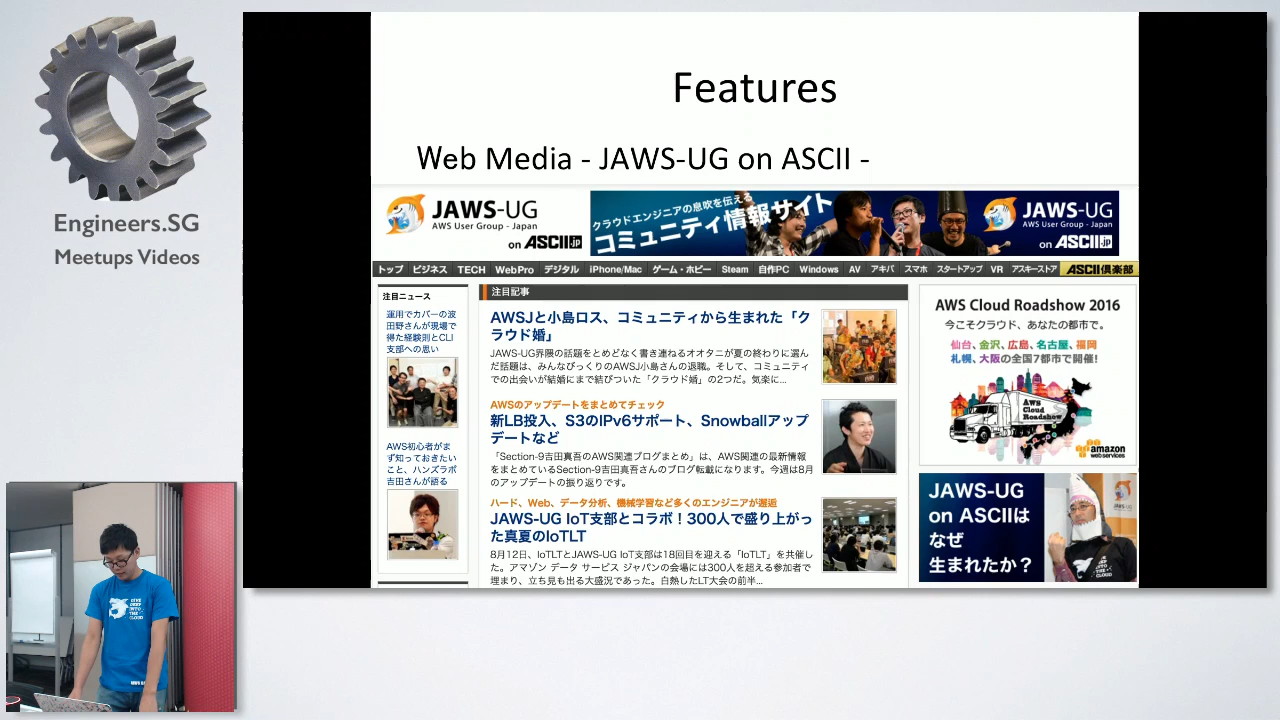 Engineers.SG
Meetups Videos
Features
Web Media - JAWS-UG on ASCII -
JAWS-UG
AWS User Group - Japan
on ASCII.jp
クラウドエンジニアの息吹を伝える
コミュニティ情報サイト
JAWS-UG
AWS User Group - Japan
on ASCII.jp
トップ ビジネス TECH WebPro デジタル iPhone/Mac ゲーム・ホビー Steam 自作PC Windows AV アキバ スマホ スタートアップ VR アスキーストア ASCII倶楽部
注目ニュース
運用でカバーの波
田野さんが現場で
得た経験則とCLI
支部への思い
AWS初心者がま
ず知っておきたい
こと、ハンズラボ
吉田さんが語る
注目記事
AWSJと小島ロス、コミュニティから生まれた「ク
ラウド婚」
JAWS-UG界隈の話題をとめどなく書き連ねるオオタニが夏の終わりに選ん
だ話題は、みんなびっくりのAWSJ小島さんの退職。そして、コミュニティ
での出会いが結婚にまで結びついた「クラウド婚」の2つだ。気楽に...
AWSのアップデートをまとめてチェック
新LB投入、S3のIPv6サポート、Snowballアップ
デートなど
「Section-9吉田真吾のAWS関連ブログまとめ」は、AWS関連の最新情報
をまとめているSection-9吉田真吾さんのブログ転載になります。今週は8月
のアップデートの振り返りです。
ハード、Web、データ分析、機械学習など多くのエンジニアが邂逅
JAWS-UG IoT支部とコラボ！300人で盛り上がっ
た真夏のIoTLT
8月12日、IoTLTとJAWS-UG IoT支部は18回目を迎える「IoTLT」を共催し
た。アマゾン データ サービス ジャパンの会場には300人を超える参加者で
埋まり、立ち見も出る大盛況であった。白熱したLT大会の前半...
AWS Cloud Roadshow 2016
今こそクラウド、あなたの都市で。
仙台、金沢、広島、名古屋、福岡
札幌、大阪の全国7都市で開催!
Aws
Cloud
Roadshow
amazon
web services
JAWS-UG
on ASCIIは
なぜ
生まれたか？
DIVE
DEEP
INTO
THE
CLOUD